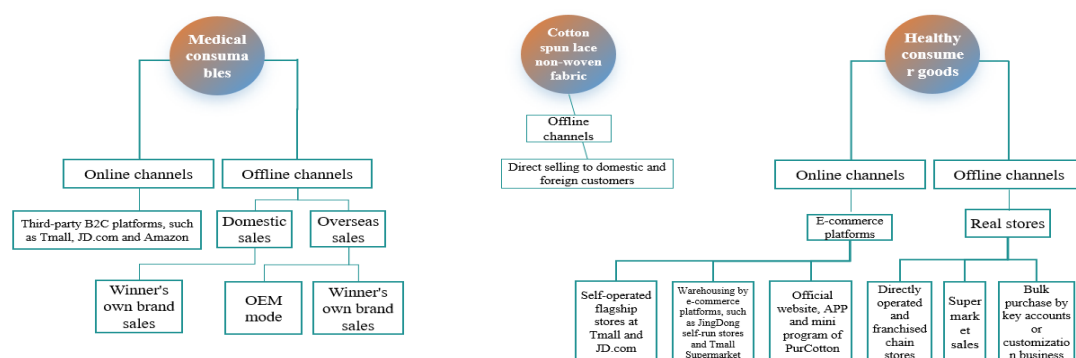 Medical
consuma
bles
Cotton
spun lace
non-woven
fabric
Healthy
consume
r goods
Offline
channels
Direct selling to domestic and
foreign customers
Online channels
Offline channels
Online channels
Offline channels
Third-party B2C platforms, such
as Tmall, JD.com and Amazon
Domestic
sales
Overseas
sales
E-commerce
platforms
Real stores
Winner's
own brand
sales
OEM
mode
Winner's
own brand
sales
Self-operated
flagship
stores at
Tmall and
JD.com
Warehousing by
e-commerce
platforms, such
as JingDong
self-run stores
and Tmall
Supermarket
Official
website, APP
and mini
program of
PurCotton
Directly
operated
and
franchised
chain
stores
Super
mark
et
sales
Bulk
purchase by
key accounts
or
customizatio
n business